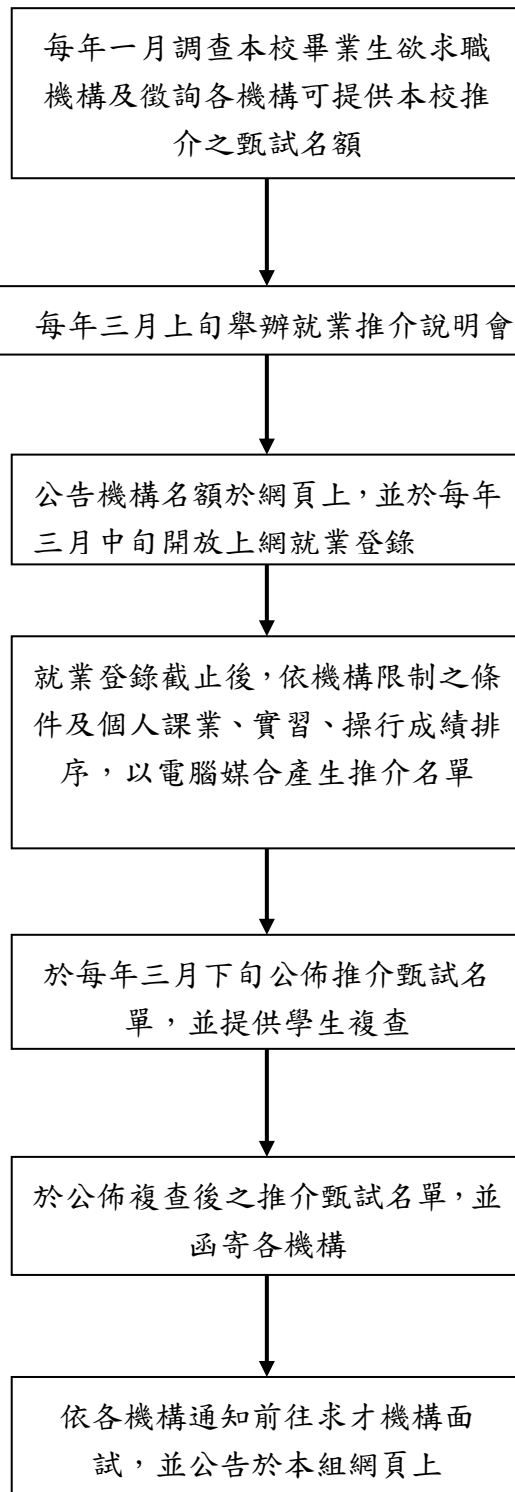 每年一月調查本校畢業生欲求職
機構及徵詢各機構可提供本校推
介之甄試名額
每年三月上旬舉辦就業推介說明會
公告機構名額於網頁上，並於每年
三月中旬開放上網就業登錄
就業登錄截止後，依機構限制之條
件及個人課業、實習、操行成績排
序，以電腦媒合產生推介名單
於每年三月下旬公佈推介甄試名
單，並提供學生複查
於公佈複查後之推介甄試名單，並
函寄各機構
依各機構通知前往求才機構面
試，並公告於本組網頁上